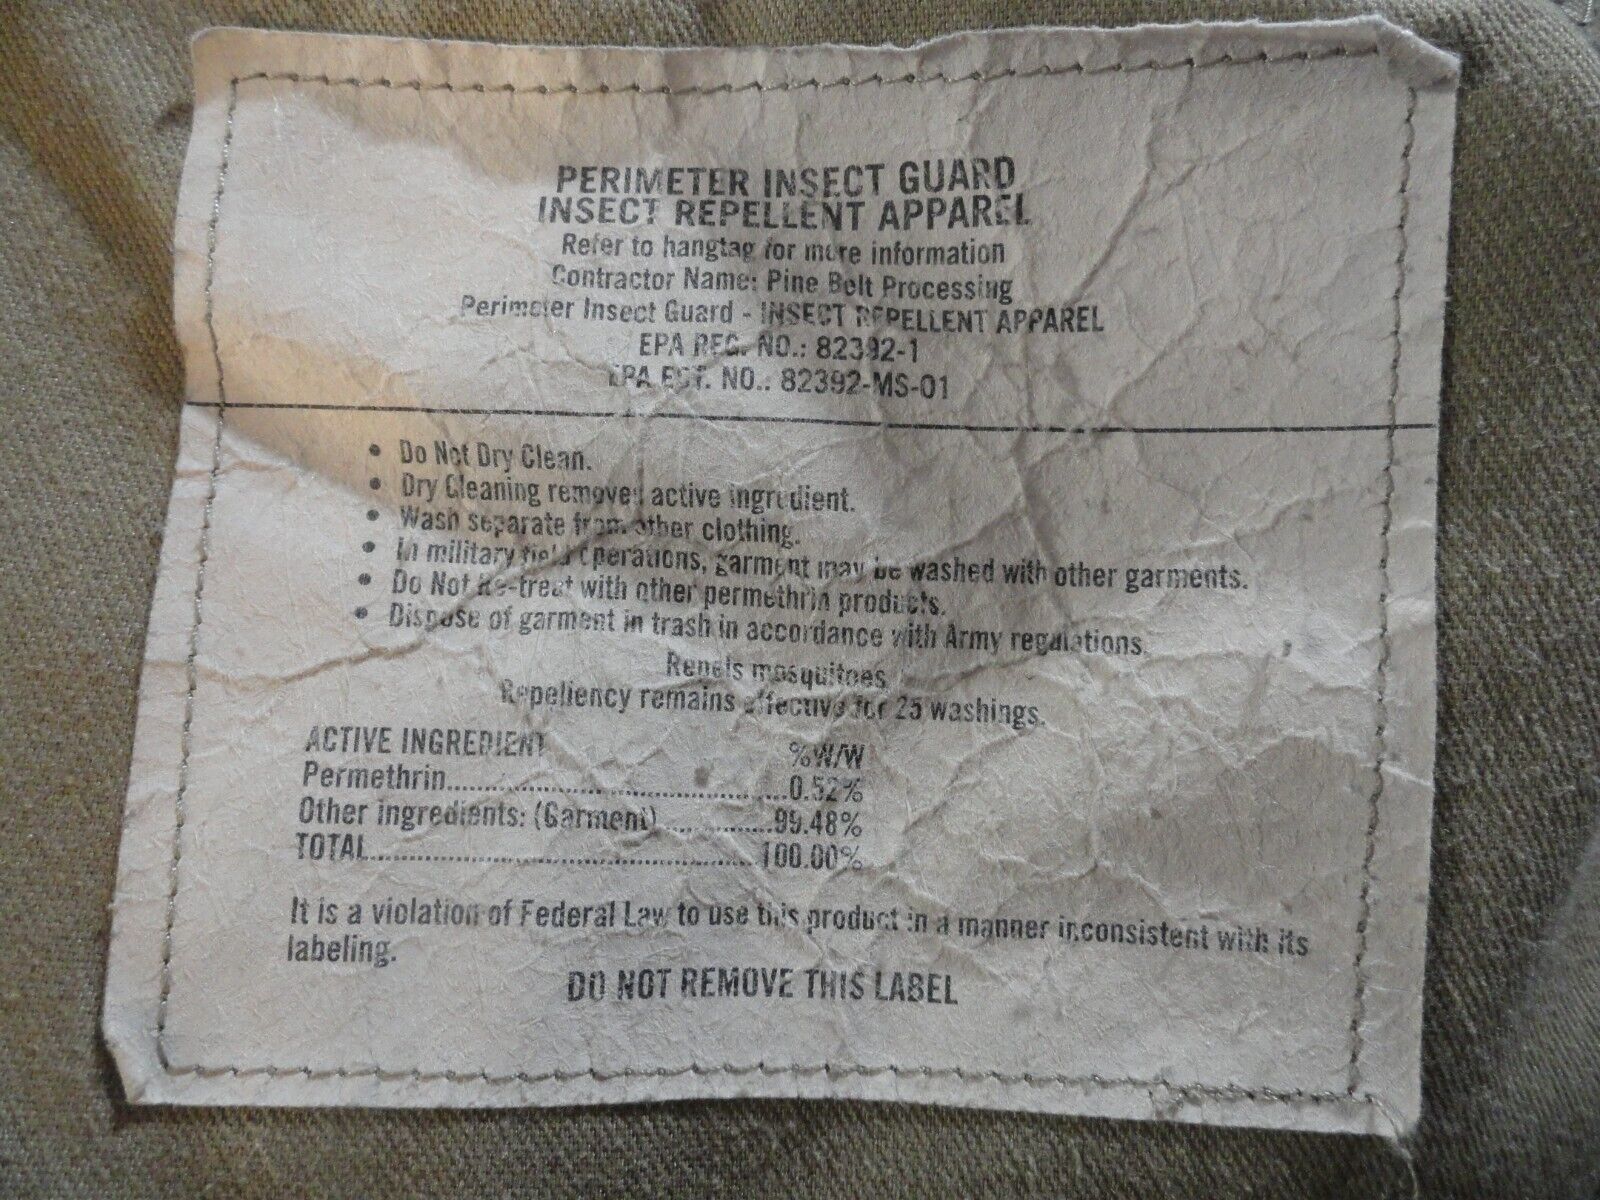 PERIMETER INSECT GUARD
INSECT REPELLENT APPAREL
Refer to hangtag for more information
Contractor Name: Pine Belt Processing
Perimeter Insect Guard - INSECT REPELLENT APPAREL
EPA REG. NO.: 82392-1
EPA EST. NO.: 82392-MS-01
• Do Not Dry Clean.
• Dry Cleaning removes active ingredient.
• Wash separate from other clothing.
• In military field operations, garment may be washed with other garments.
• Do Not Re-treat with other permethrin products.
• Dispose of garment in trash in accordance with Army regulations.
Repels mosquitoes
Repellency remains effective for 25 washings.
ACTIVE INGREDIENT %W/W
Permethrin..........0.52%
Other ingredients: (Garment)..........99.48%
TOTAL..........100.00%
It is a violation of Federal Law to use this product in a manner inconsistent with its
labeling.
DO NOT REMOVE THIS LABEL